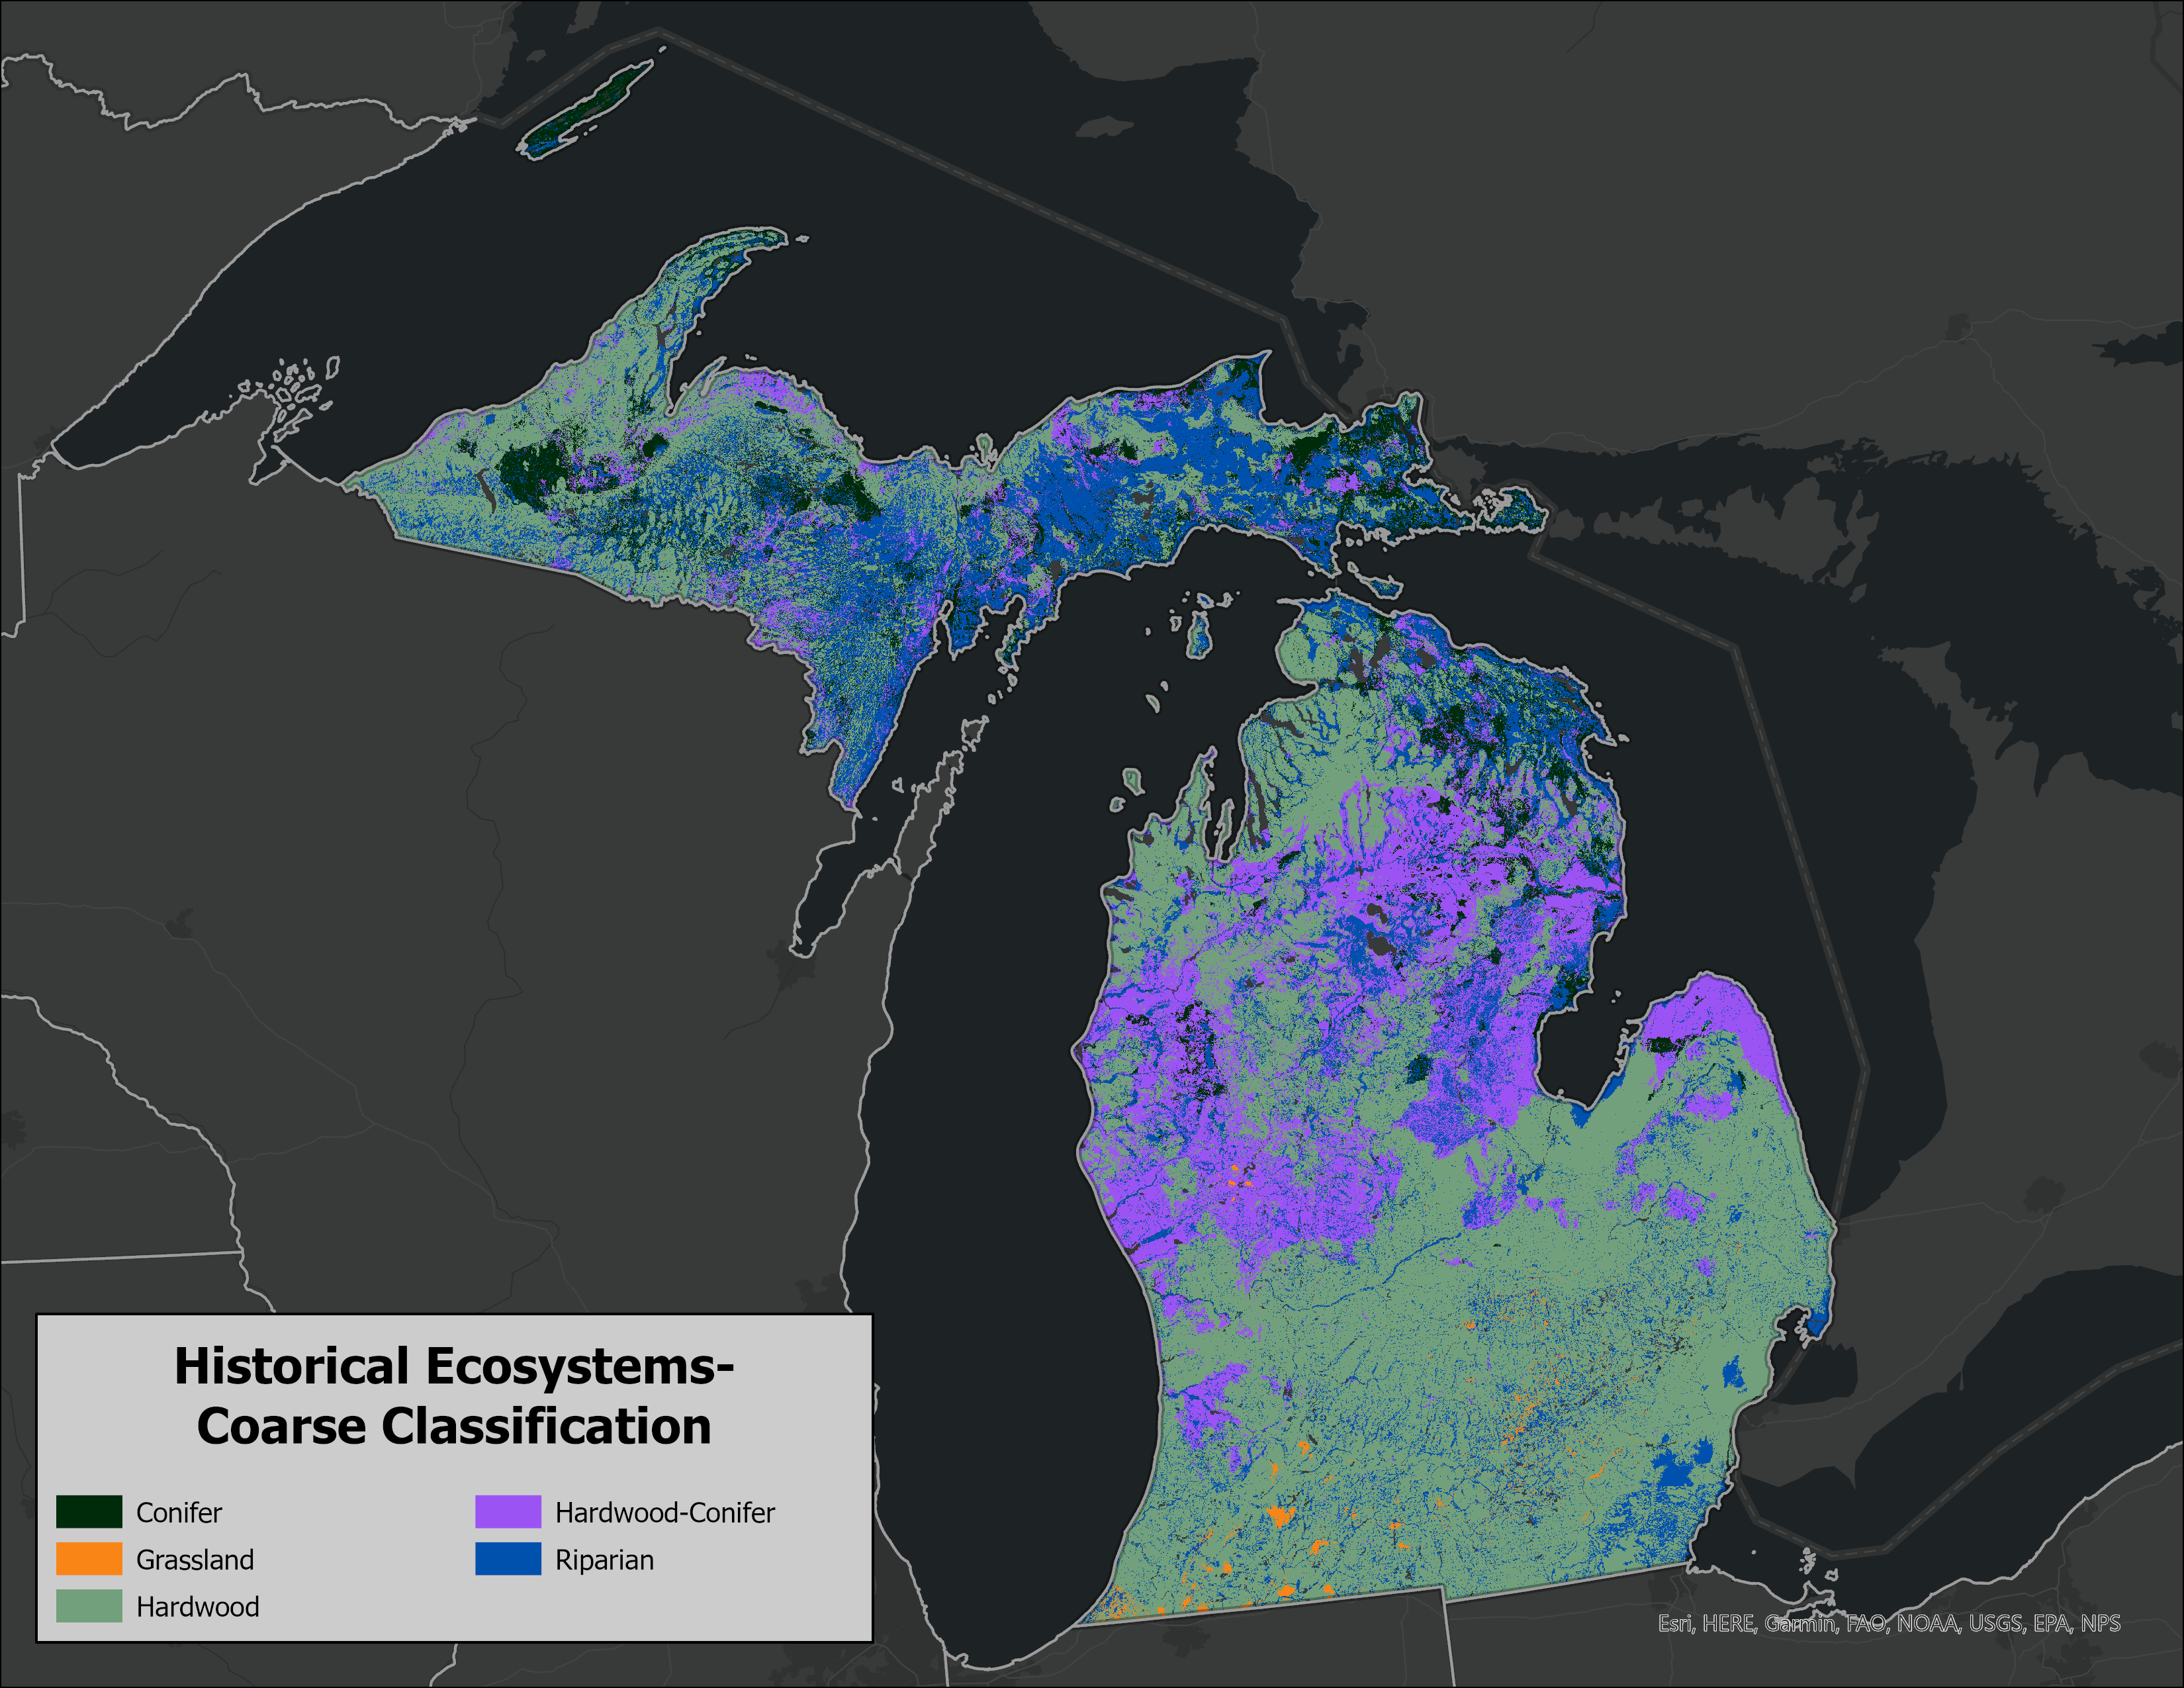 Historical Ecosystems-
Coarse Classification
Conifer
Grassland
Hardwood
Hardwood-Conifer
Riparian
Esri, HERE, Garmin, FAO, NOAA, USGS, EPA, NPS